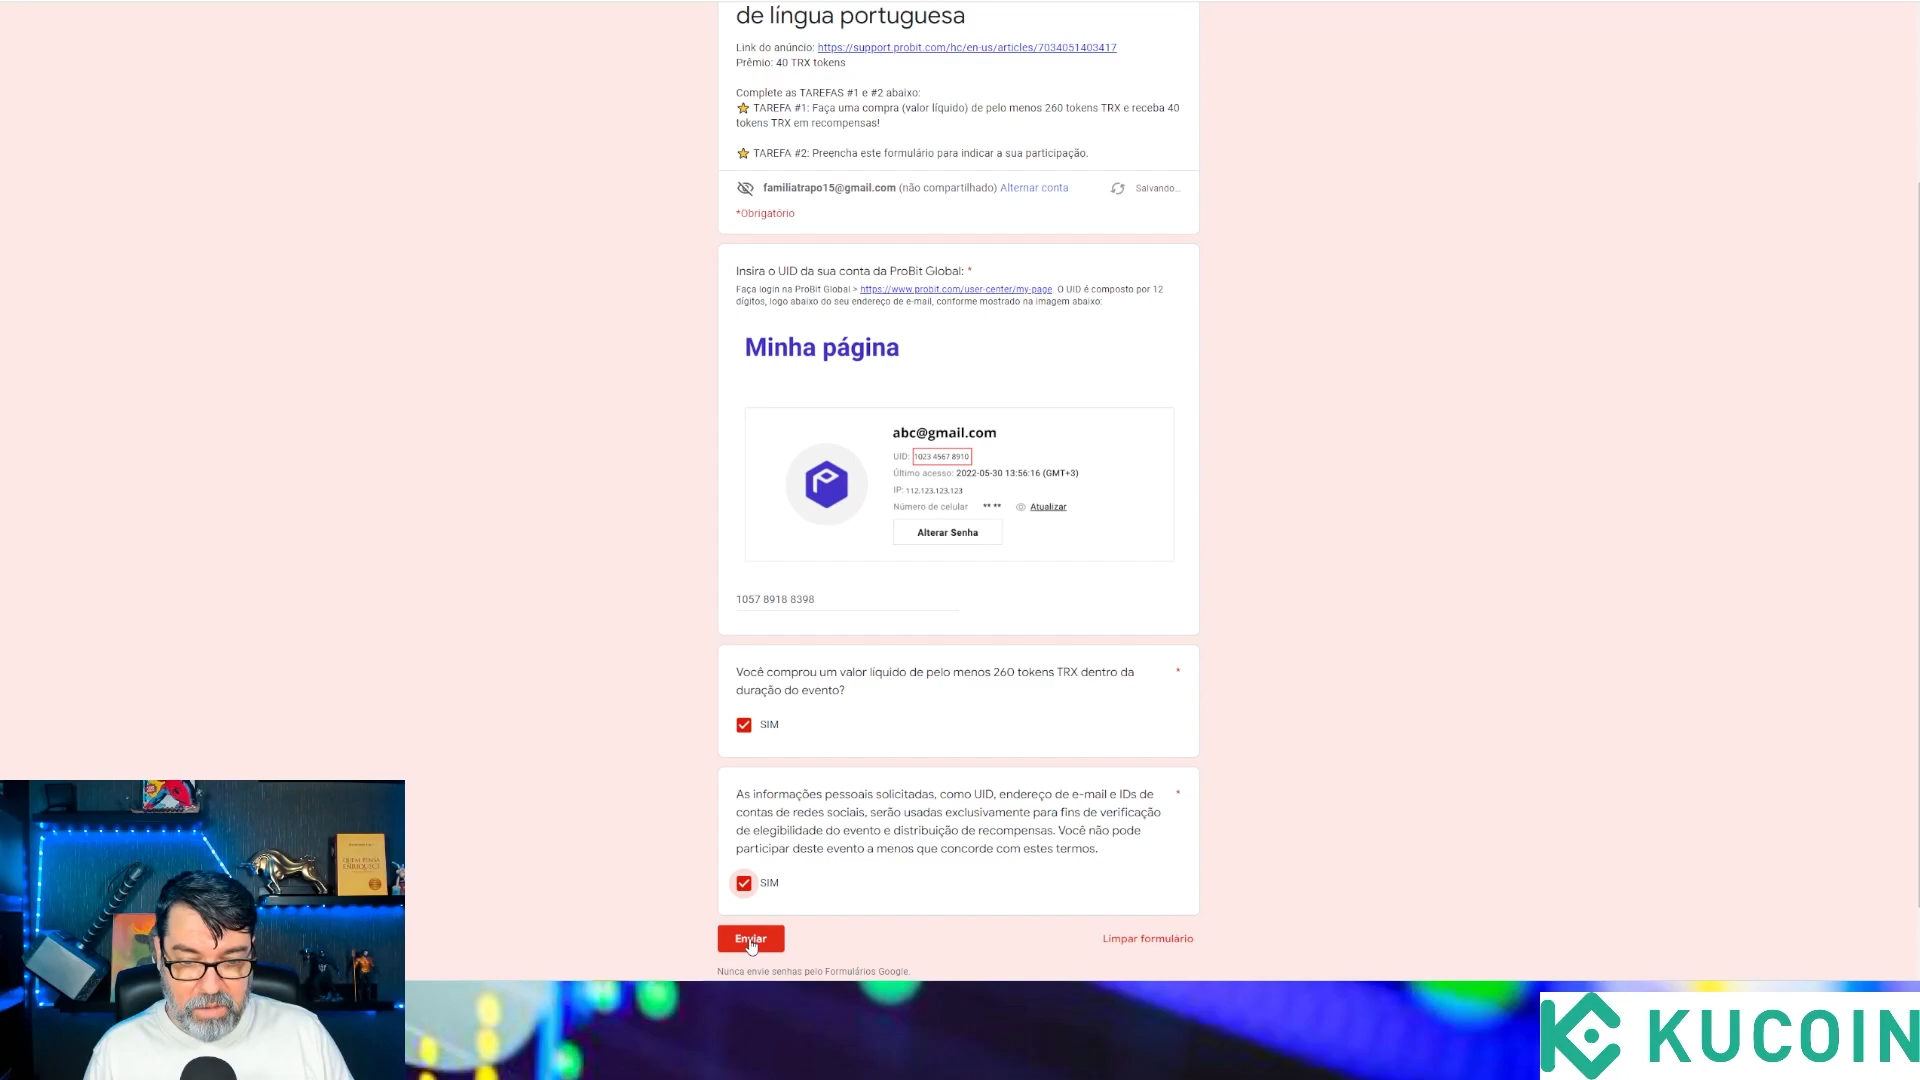 de língua portuguesa
Link do anúncio: https://support.probit.com/hc/en-us/articles/7034051403417
Prêmio: 40 TRX tokens
Complete as TAREFAS #1 e #2 abaixo:
TAREFA #1: Faça uma compra (valor líquido) de pelo menos 260 tokens TRX e receba 40
tokens TRX em recompensas!
TAREFA #2: Preencha este formulário para indicar a sua participação.
familiatrapo15@gmail.com (não compartilhado) Alternar conta
Salvando...
*Obrigatório
Insira o UID da sua conta da ProBit Global: *
Faça login na ProBit Global > https://www.probit.com/user-center/my-page. O UID é composto por 12
dígitos, logo abaixo do seu endereço de e-mail, conforme mostrado na imagem abaixo:
Minha página
abc@gmail.com
UID: 1023 4567 8910
Último acesso: 2022-05-30 13:56:16 (GMT+3)
IP: 112.123.123.123
Número de celular ** ** Atualizar
Alterar Senha
1057 8918 8398
Você comprou um valor líquido de pelo menos 260 tokens TRX dentro da *
duração do evento?
SIM
As informações pessoais solicitadas, como UID, endereço de e-mail e IDs de *
contas de redes sociais, serão usadas exclusivamente para fins de verificação
de elegibilidade do evento e distribuição de recompensas. Você não pode
participar deste evento a menos que concorde com estes termos.
SIM
Enviar
Limpar formulário
Nunca envie senhas pelo Formulários Google.
QUEM PENSA
ENRIQUECE
KUCOIN